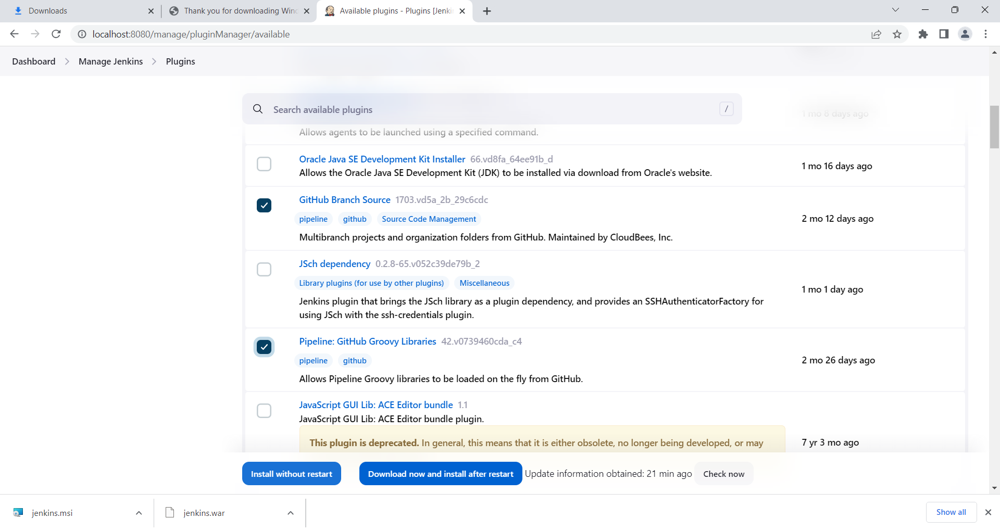 Downloads
Thank you for downloading Wind
Available plugins - Plugins [Jenki
localhost:8080/manage/pluginManager/available
Dashboard
Manage Jenkins
Plugins
Search available plugins
/
1 mo 8 days ago
Allows agents to be launched using a specified command.
Oracle Java SE Development Kit Installer 66.vd8fa_64ee91b_d
Allows the Oracle Java SE Development Kit (JDK) to be installed via download from Oracle's website.
1 mo 16 days ago
GitHub Branch Source 1703.vd5a_2b_29c6cdc
pipeline github Source Code Management
2 mo 12 days ago
Multibranch projects and organization folders from GitHub. Maintained by CloudBees, Inc.
JSch dependency 0.2.8-65.v052c39de79b_2
Library plugins (for use by other plugins) Miscellaneous
1 mo 1 day ago
Jenkins plugin that brings the JSch library as a plugin dependency, and provides an SSHAuthenticatorFactory for
using JSch with the ssh-credentials plugin.
Pipeline: GitHub Groovy Libraries 42.v0739460cda_c4
pipeline github
2 mo 26 days ago
Allows Pipeline Groovy libraries to be loaded on the fly from GitHub.
JavaScript GUI Lib: ACE Editor bundle 1.1
JavaScript GUI Lib: ACE Editor bundle plugin.
This plugin is deprecated. In general, this means that it is either obsolete, no longer being developed, or may
7 yr 3 mo ago
Install without restart
Download now and install after restart
Update information obtained: 21 min ago
Check now
jenkins.msi
jenkins.war
Show all